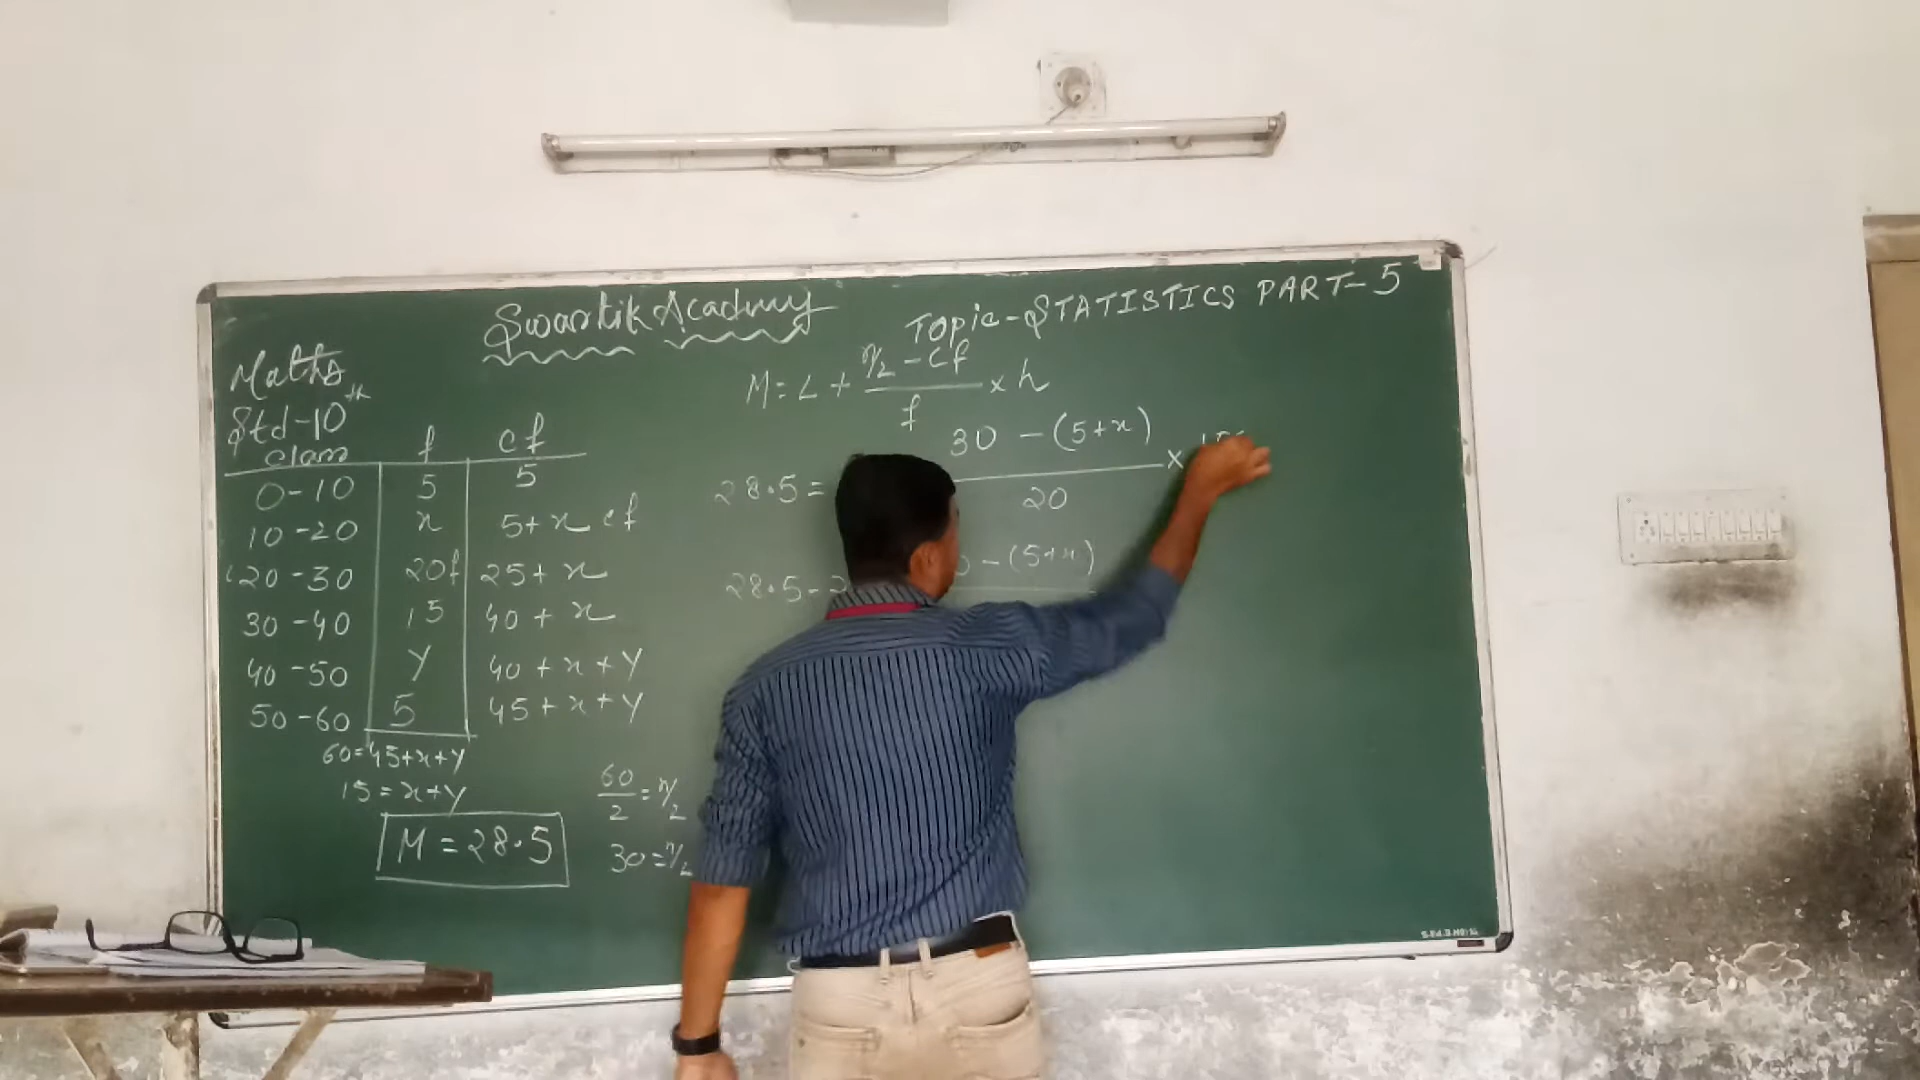 Swastik Academy
Topic-STATISTICS PART-5
Maths
Std-10th
class f cf
0-10 5 5
10-20 x 5+x cf
20-30 20f 25+x
30-40 15 40+x
40-50 y 40+x+y
50-60 5 45+x+y
60=45+x+y
15=x+y
M=28.5
60/2=n/2
30=n/2
M=L+ n/2-cf/f ×h
28.5= 30-(5+x)/20 ×
28.5- -(5+x)